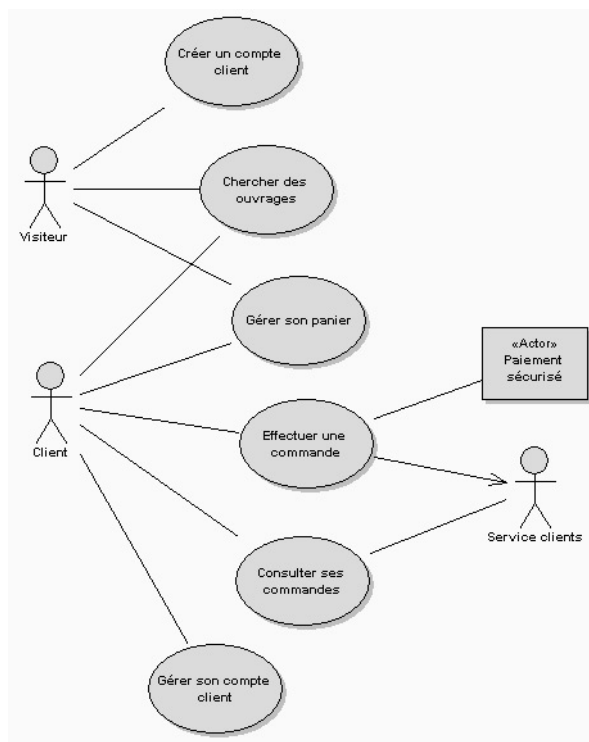 Créer un compte
client
Chercher des
ouvrages
Visiteur
Gérer son panier
«Actor»
Paiement
sécurisé
Client
Effectuer une
commande
Service clients
Consulter ses
commandes
Gérer son compte
client